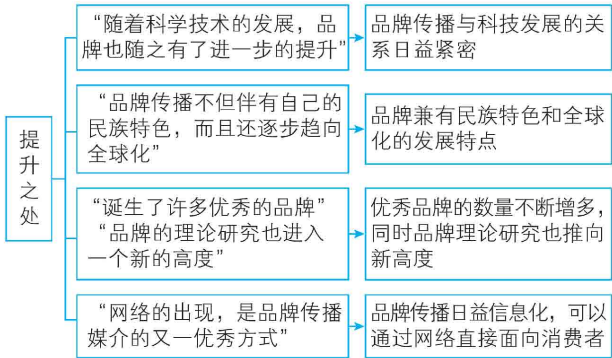 提升之处
“随着科学技术的发展，品
牌也随之有了进一步的提升”
品牌传播与科技发展的关
系日益紧密
“品牌传播不但伴有自己的
民族特色，而且还逐步趋向
全球化”
品牌兼有民族特色和全球
化的发展特点
“诞生了许多优秀的品牌”
“品牌的理论研究也进入
一个新的高度”
优秀品牌的数量不断增多，
同时品牌理论研究也推向
新高度
“网络的出现，是品牌传播
媒介的又一优秀方式”
品牌传播日益信息化，可以
通过网络直接面向消费者